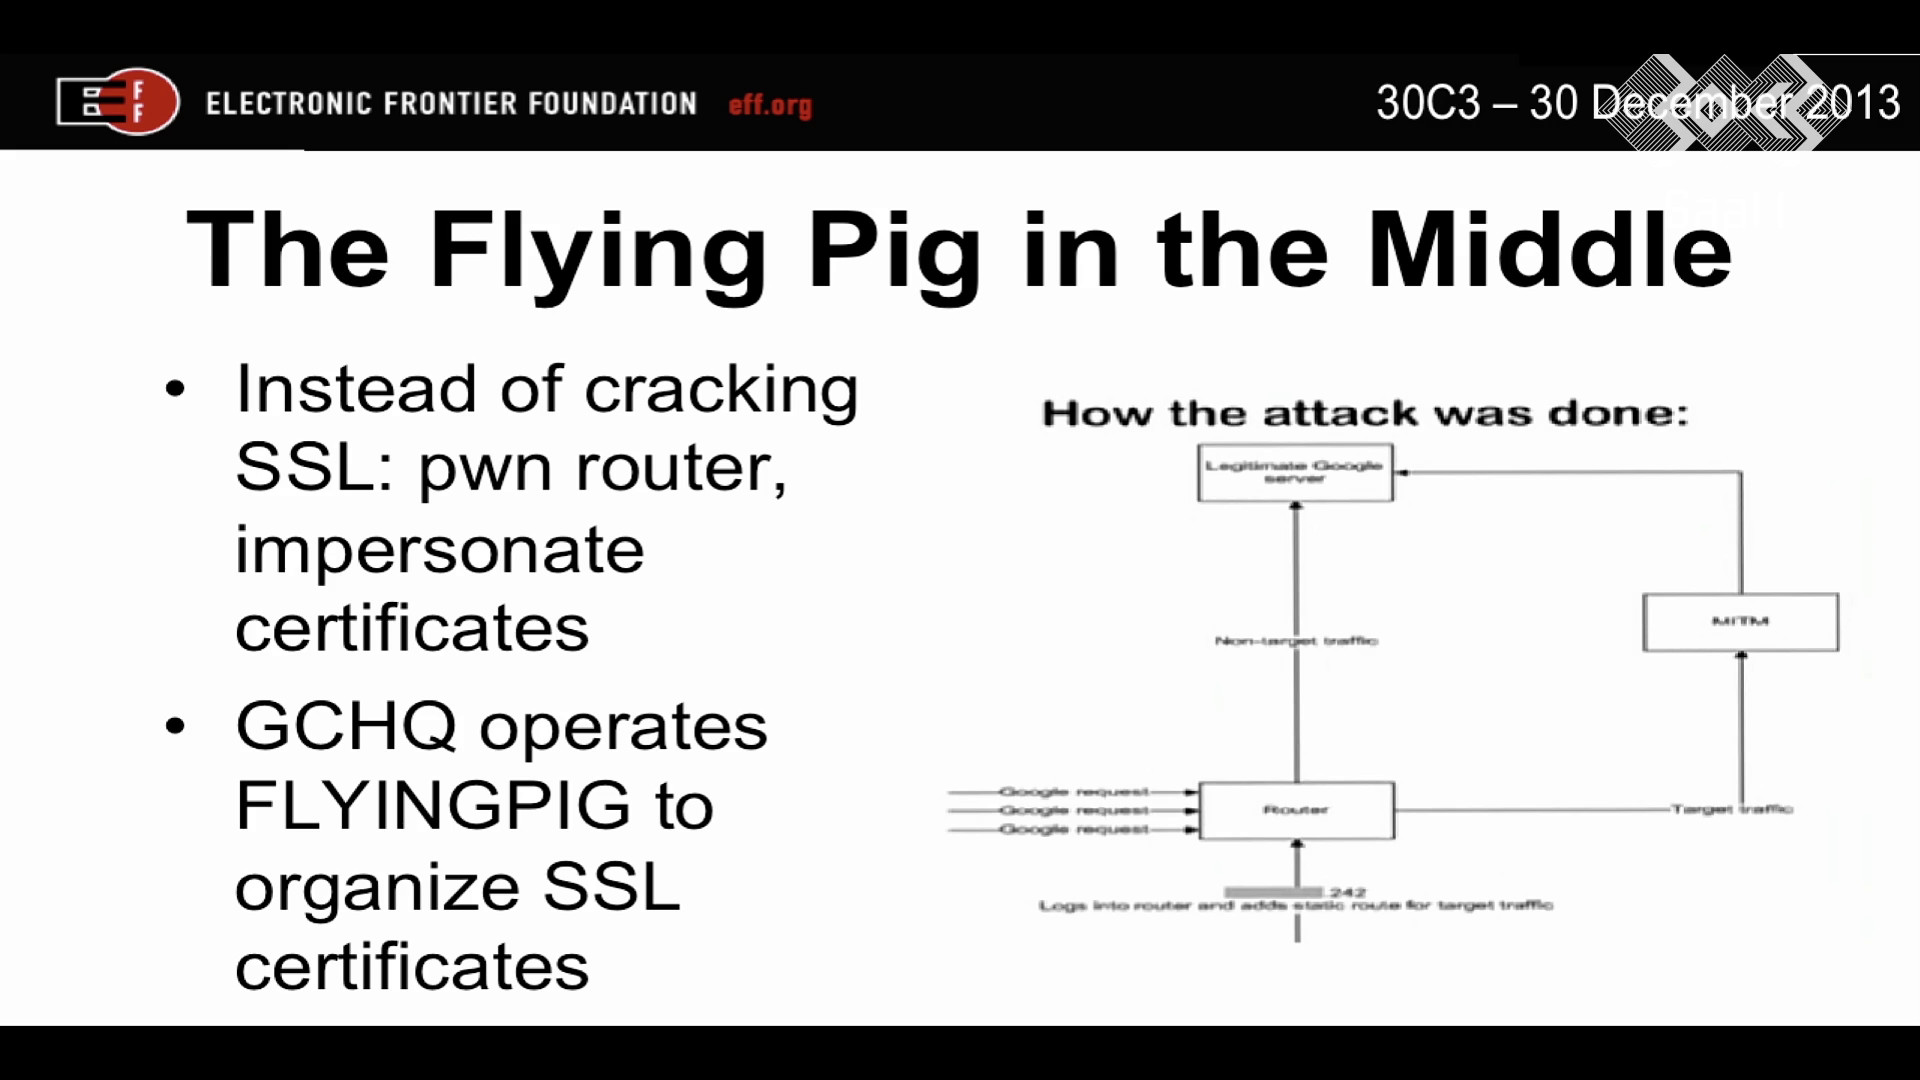 EFF ELECTRONIC FRONTIER FOUNDATION eff.org
30C3 – 30 December 2013
The Flying Pig in the Middle
• Instead of cracking
SSL: pwn router,
impersonate
certificates
• GCHQ operates
FLYINGPIG to
organize SSL
certificates
How the attack was done:
Legitimate Google
server
MITM
Non-target traffic
Google request
Google request
Google request
Router
Target traffic
.242
Logs into router and adds static route for target traffic